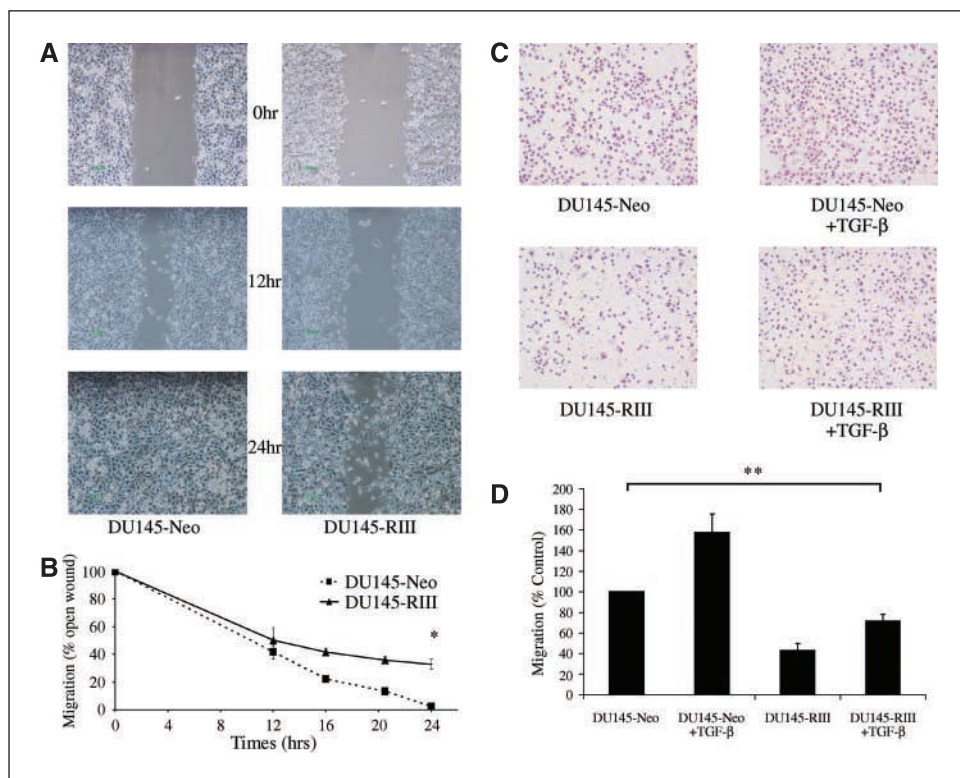 A
0hr
12hr
24hr
DU145-Neo
DU145-RIII
B
Migration (% open wound)
100
80
60
40
20
0
DU145-Neo
DU145-RIII
*
0
4
8
12
16
20
24
Times (hrs)
C
DU145-Neo
DU145-Neo
+TGF-β
DU145-RIII
DU145-RIII
+TGF-β
D
**
Migration (% Control)
200
180
160
140
120
100
80
60
40
20
0
DU145-Neo
DU145-Neo
+TGF-β
DU145-RIII
DU145-RIII
+TGF-β